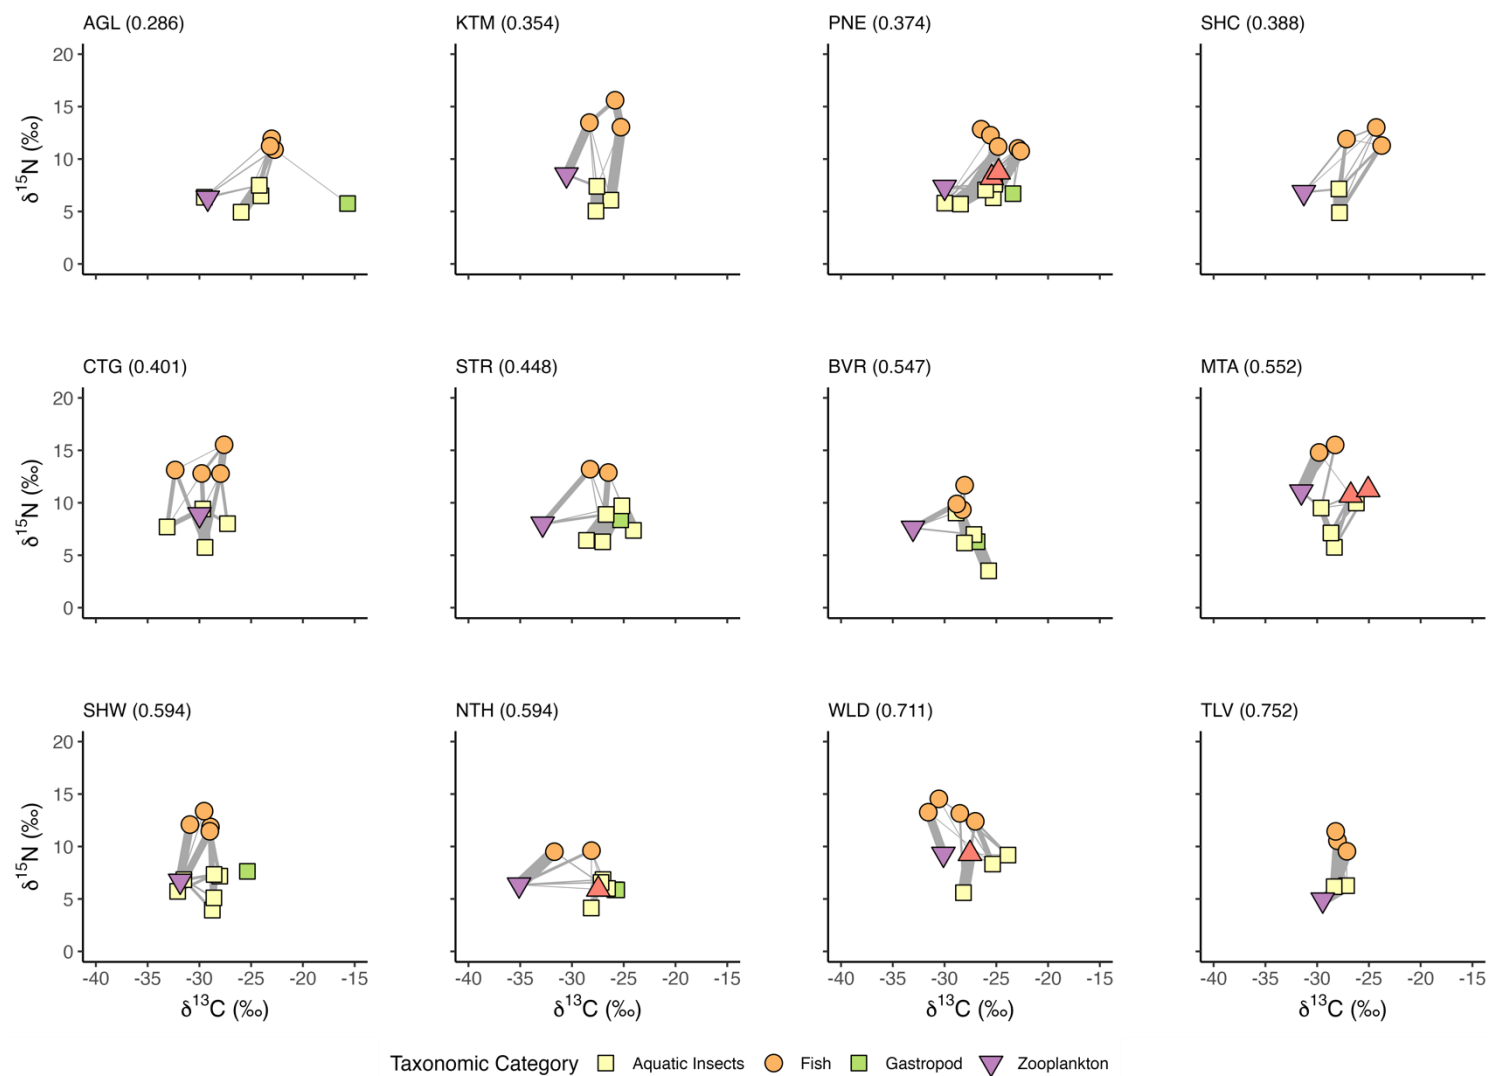 AGL (0.286) KTM (0.354) PNE (0.374) SHC (0.388)
20
15
10
5
0
δ15N (‰)
CTG (0.401) STR (0.448) BVR (0.547) MTA (0.552)
20
15
10
5
0
δ15N (‰)
SHW (0.594) NTH (0.594) WLD (0.711) TLV (0.752)
20
15
10
5
0
δ15N (‰)
-40 -35 -30 -25 -20 -15 -40 -35 -30 -25 -20 -15 -40 -35 -30 -25 -20 -15 -40 -35 -30 -25 -20 -15
δ13C (‰) δ13C (‰) δ13C (‰) δ13C (‰)
Taxonomic Category Aquatic Insects Fish Gastropod Zooplankton